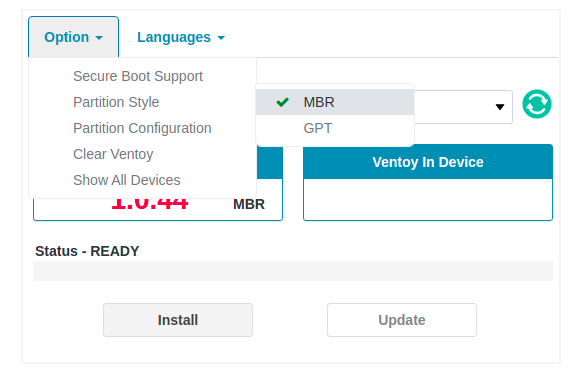 Option
Languages
Secure Boot Support
Partition Style
Partition Configuration
Clear Ventoy
Show All Devices
MBR
GPT
Ventoy In Device
1.0.44
MBR
Status - READY
Install
Update